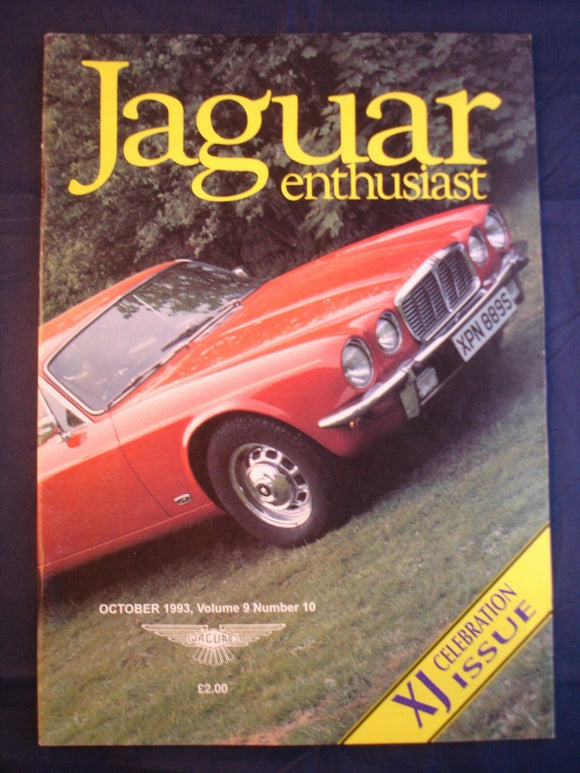 Jaguar
enthusiast
XPN 889S
OCTOBER 1993, Volume 9 Number 10
JAGUAR
£2.00
XJ CELEBRATION
ISSUE